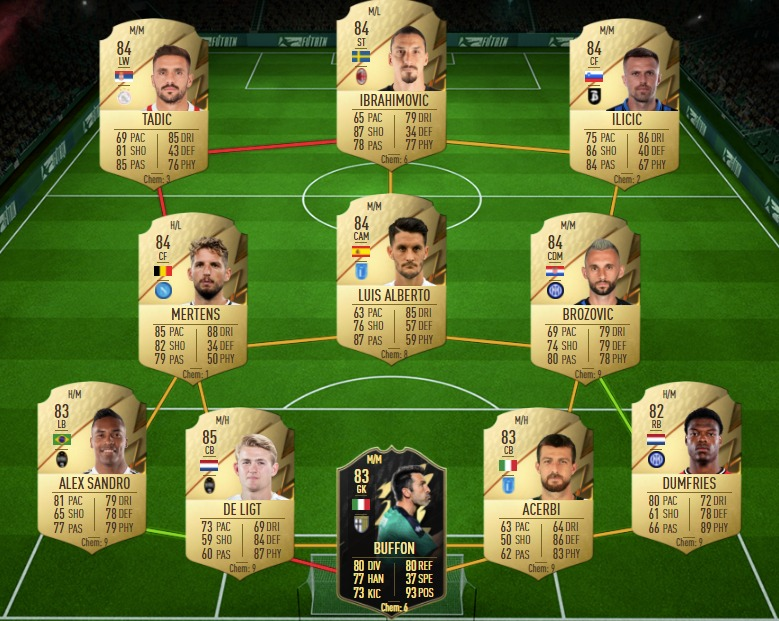 M/M
84
LW
TADIC
69 PAC 85 DRI
81 SHO 43 DEF
85 PAS 76 PHY
Chem: 3
M/L
84
ST
IBRAHIMOVIC
65 PAC 79 DRI
87 SHO 34 DEF
78 PAS 77 PHY
Chem: 6
M/M
84
CF
ILICIC
75 PAC 86 DRI
86 SHO 40 DEF
84 PAS 67 PHY
Chem: 2
H/L
84
CF
MERTENS
85 PAC 88 DRI
82 SHO 34 DEF
79 PAS 50 PHY
Chem: 1
M/M
84
CAM
LUIS ALBERTO
63 PAC 85 DRI
76 SHO 57 DEF
87 PAS 59 PHY
Chem: 8
M/M
84
CDM
BROZOVIC
69 PAC 79 DRI
74 SHO 79 DEF
80 PAS 78 PHY
Chem: 9
H/M
83
LB
ALEX SANDRO
81 PAC 79 DRI
65 SHO 78 DEF
77 PAS 79 PHY
Chem: 9
M/H
85
CB
DE LIGT
73 PAC 69 DRI
59 SHO 84 DEF
60 PAS 87 PHY
Chem: 9
M/M
83
GK
BUFFON
80 DIV 80 REF
77 HAN 37 SPE
73 KIC 93 POS
Chem: 6
M/H
83
CB
ACERBI
63 PAC 64 DRI
50 SHO 86 DEF
62 PAS 83 PHY
Chem: 9
H/M
82
RB
DUMFRIES
80 PAC 72 DRI
61 SHO 78 DEF
66 PAS 89 PHY
Chem: 9